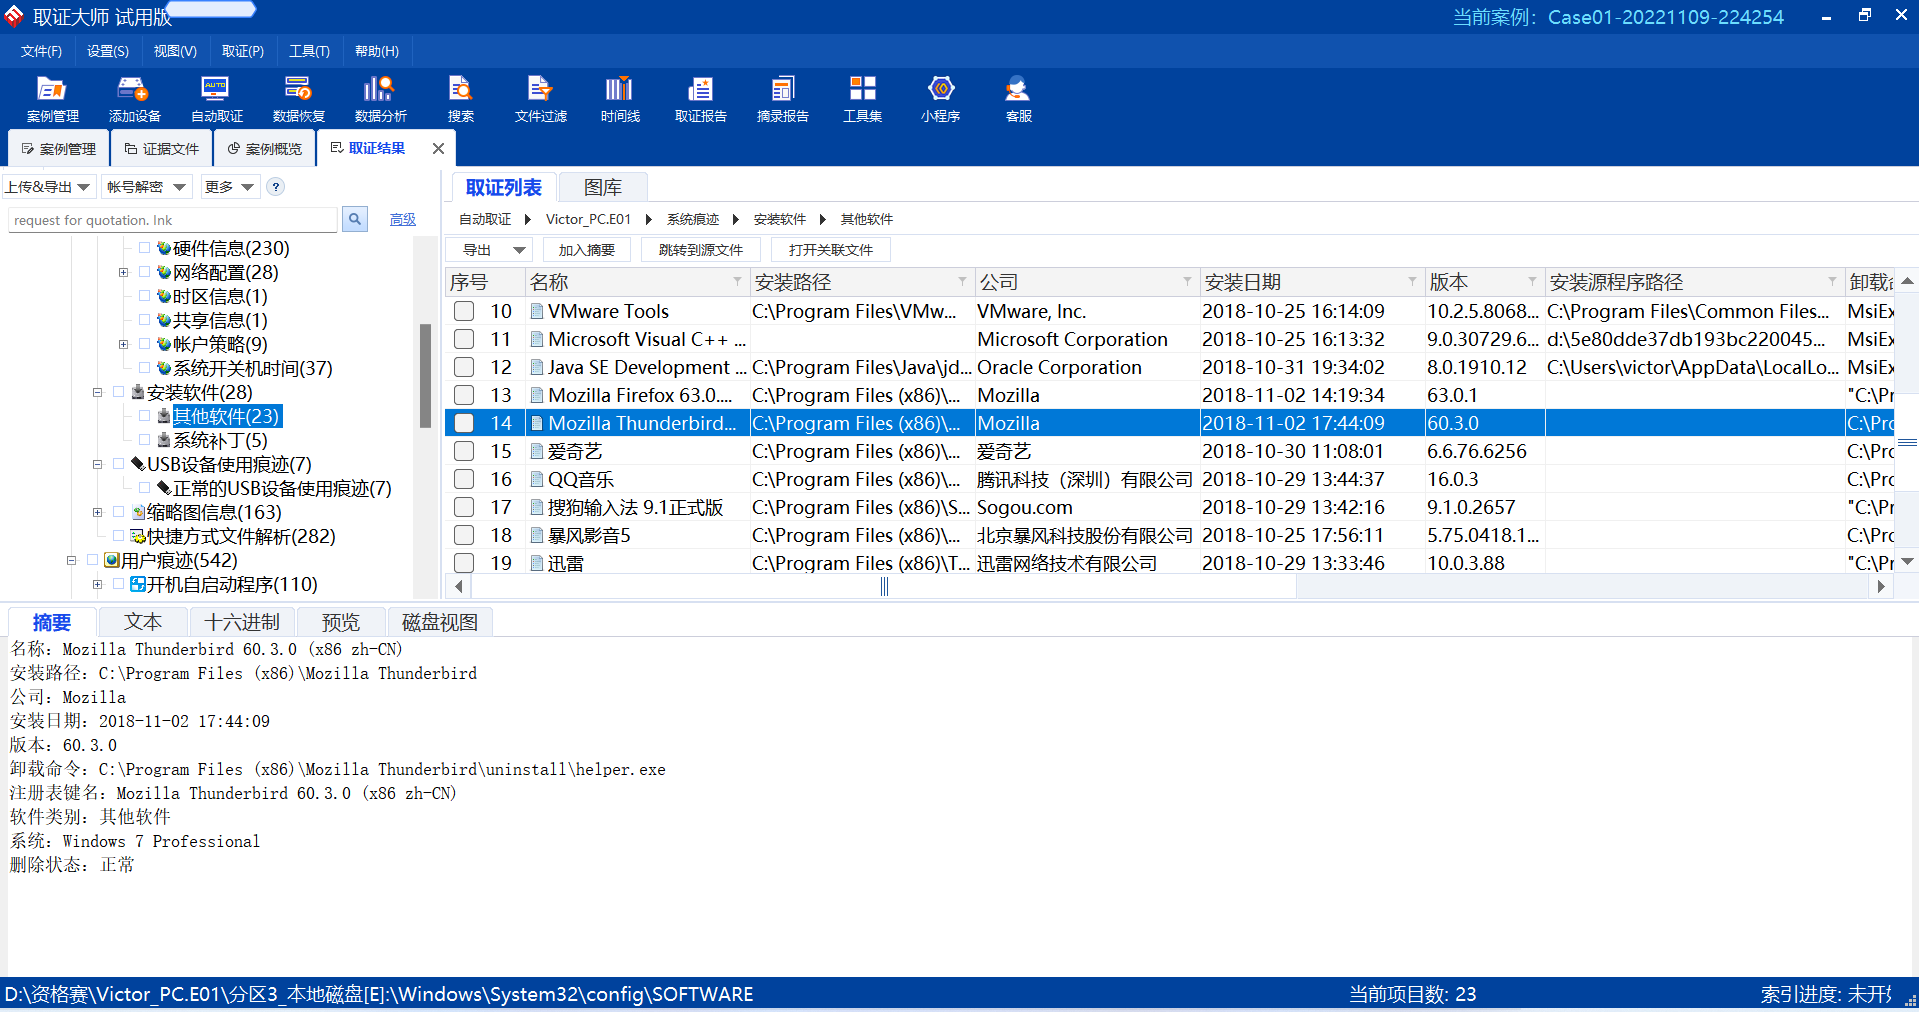 取证大师 试用版
当前案例：Case01-20221109-224254
文件(F) 设置(S) 视图(V) 取证(P) 工具(T) 帮助(H)
案例管理 添加设备 自动取证 数据恢复 数据分析 搜索 文件过滤 时间线 取证报告 摘录报告 工具集 小程序 客服
案例管理 证据文件 案例概览 取证结果
上传&导出 帐号解密 更多 ?
request for quotation. lnk 高级
硬件信息(230)
网络配置(28)
时区信息(1)
共享信息(1)
帐户策略(9)
系统开关机时间(37)
安装软件(28)
其他软件(23)
系统补丁(5)
USB设备使用痕迹(7)
正常的USB设备使用痕迹(7)
缩略图信息(163)
快捷方式文件解析(282)
用户痕迹(542)
开机自启动程序(110)
取证列表 图库
自动取证 Victor_PC.E01 系统痕迹 安装软件 其他软件
导出 加入摘要 跳转到源文件 打开关联文件
序号 名称 安装路径 公司 安装日期 版本 安装源程序路径
10 VMware Tools C:\Program Files\VMw... VMware, Inc. 2018-10-25 16:14:09 10.2.5.8068... C:\Program Files\Common Files... MsiEx
11 Microsoft Visual C++ ... Microsoft Corporation 2018-10-25 16:13:32 9.0.30729.6... d:\5e80dde37db193bc220045... MsiEx
12 Java SE Development ... C:\Program Files\Java\jd... Oracle Corporation 2018-10-31 19:34:02 8.0.1910.12 C:\Users\victor\AppData\LocalLo... MsiEx
13 Mozilla Firefox 63.0.... C:\Program Files (x86)\... Mozilla 2018-11-02 14:19:34 63.0.1 "C:\Pr
14 Mozilla Thunderbird... C:\Program Files (x86)\... Mozilla 2018-11-02 17:44:09 60.3.0 C:\Pro
15 爱奇艺 C:\Program Files (x86)\... 爱奇艺 2018-10-30 11:08:01 6.6.76.6256 C:\Pro
16 QQ音乐 C:\Program Files (x86)\... 腾讯科技（深圳）有限公司 2018-10-29 13:44:37 16.0.3 C:\Pro
17 搜狗输入法 9.1正式版 C:\Program Files (x86)\S... Sogou.com 2018-10-29 13:42:16 9.1.0.2657 "C:\Pr
18 暴风影音5 C:\Program Files (x86)\... 北京暴风科技股份有限公司 2018-10-25 17:56:11 5.75.0418.1... C:\Pro
19 迅雷 C:\Program Files (x86)\T... 迅雷网络技术有限公司 2018-10-29 13:33:46 10.0.3.88 "C:\Pr
摘要 文本 十六进制 预览 磁盘视图
名称：Mozilla Thunderbird 60.3.0 (x86 zh-CN)
安装路径：C:\Program Files (x86)\Mozilla Thunderbird
公司：Mozilla
安装日期：2018-11-02 17:44:09
版本：60.3.0
卸载命令：C:\Program Files (x86)\Mozilla Thunderbird\uninstall\helper.exe
注册表键名：Mozilla Thunderbird 60.3.0 (x86 zh-CN)
软件类别：其他软件
系统：Windows 7 Professional
删除状态：正常
D:\资格赛\Victor_PC.E01\分区3_本地磁盘[E]:\Windows\System32\config\SOFTWARE
当前项目数: 23
索引进度: 未开